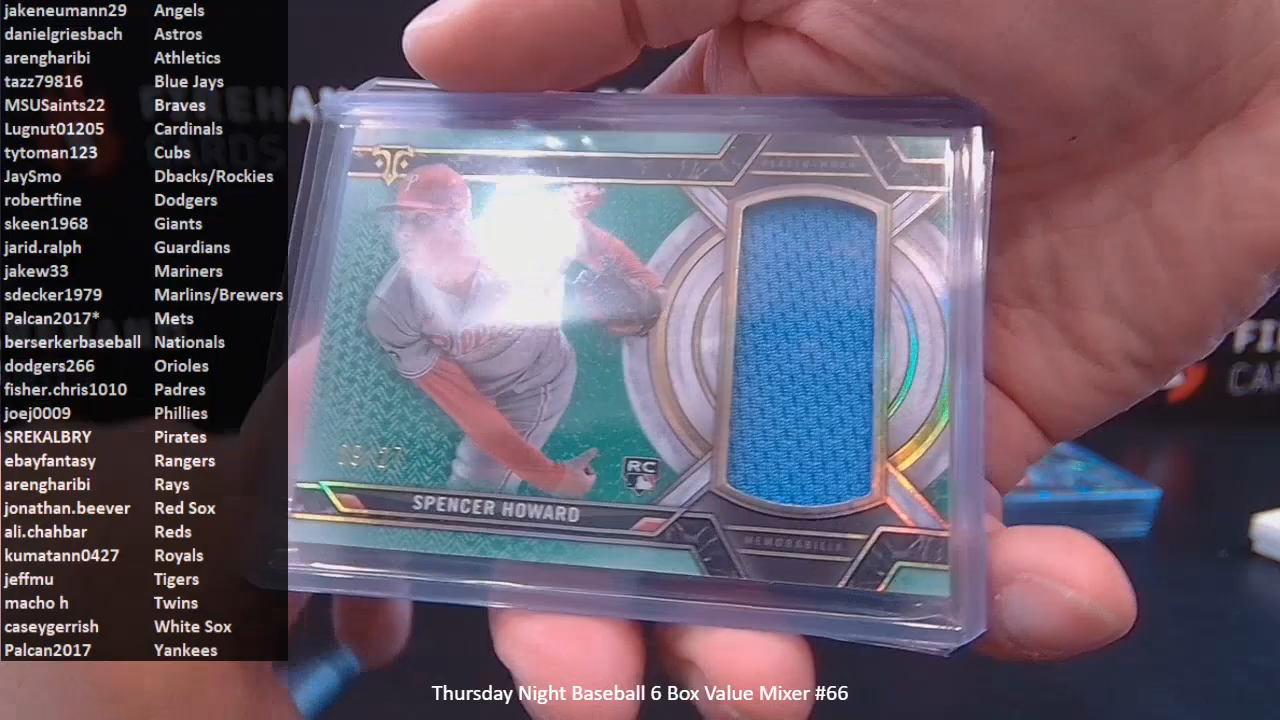 jakeneumann29 Angels
danielgriesbach Astros
arengharibi Athletics
tazz79816 Blue Jays
MSUSaints22 Braves
Lugnut01205 Cardinals
tytoman123 Cubs
JaySmo Dbacks/Rockies
robertfine Dodgers
skeen1968 Giants
jarid.ralph Guardians
jakew33 Mariners
sdecker1979 Marlins/Brewers
Palcan2017* Mets
berserkerbaseball Nationals
dodgers266 Orioles
fisher.chris1010 Padres
joej0009 Phillies
SREKALBRY Pirates
ebayfantasy Rangers
arengharibi Rays
jonathan.beever Red Sox
ali.chahbar Reds
kumatann0427 Royals
jeffmu Tigers
macho h Twins
caseygerrish White Sox
Palcan2017 Yankees
CARDS
RC
SPENCER HOWARD
MEMORABILIA
Thursday Night Baseball 6 Box Value Mixer #66